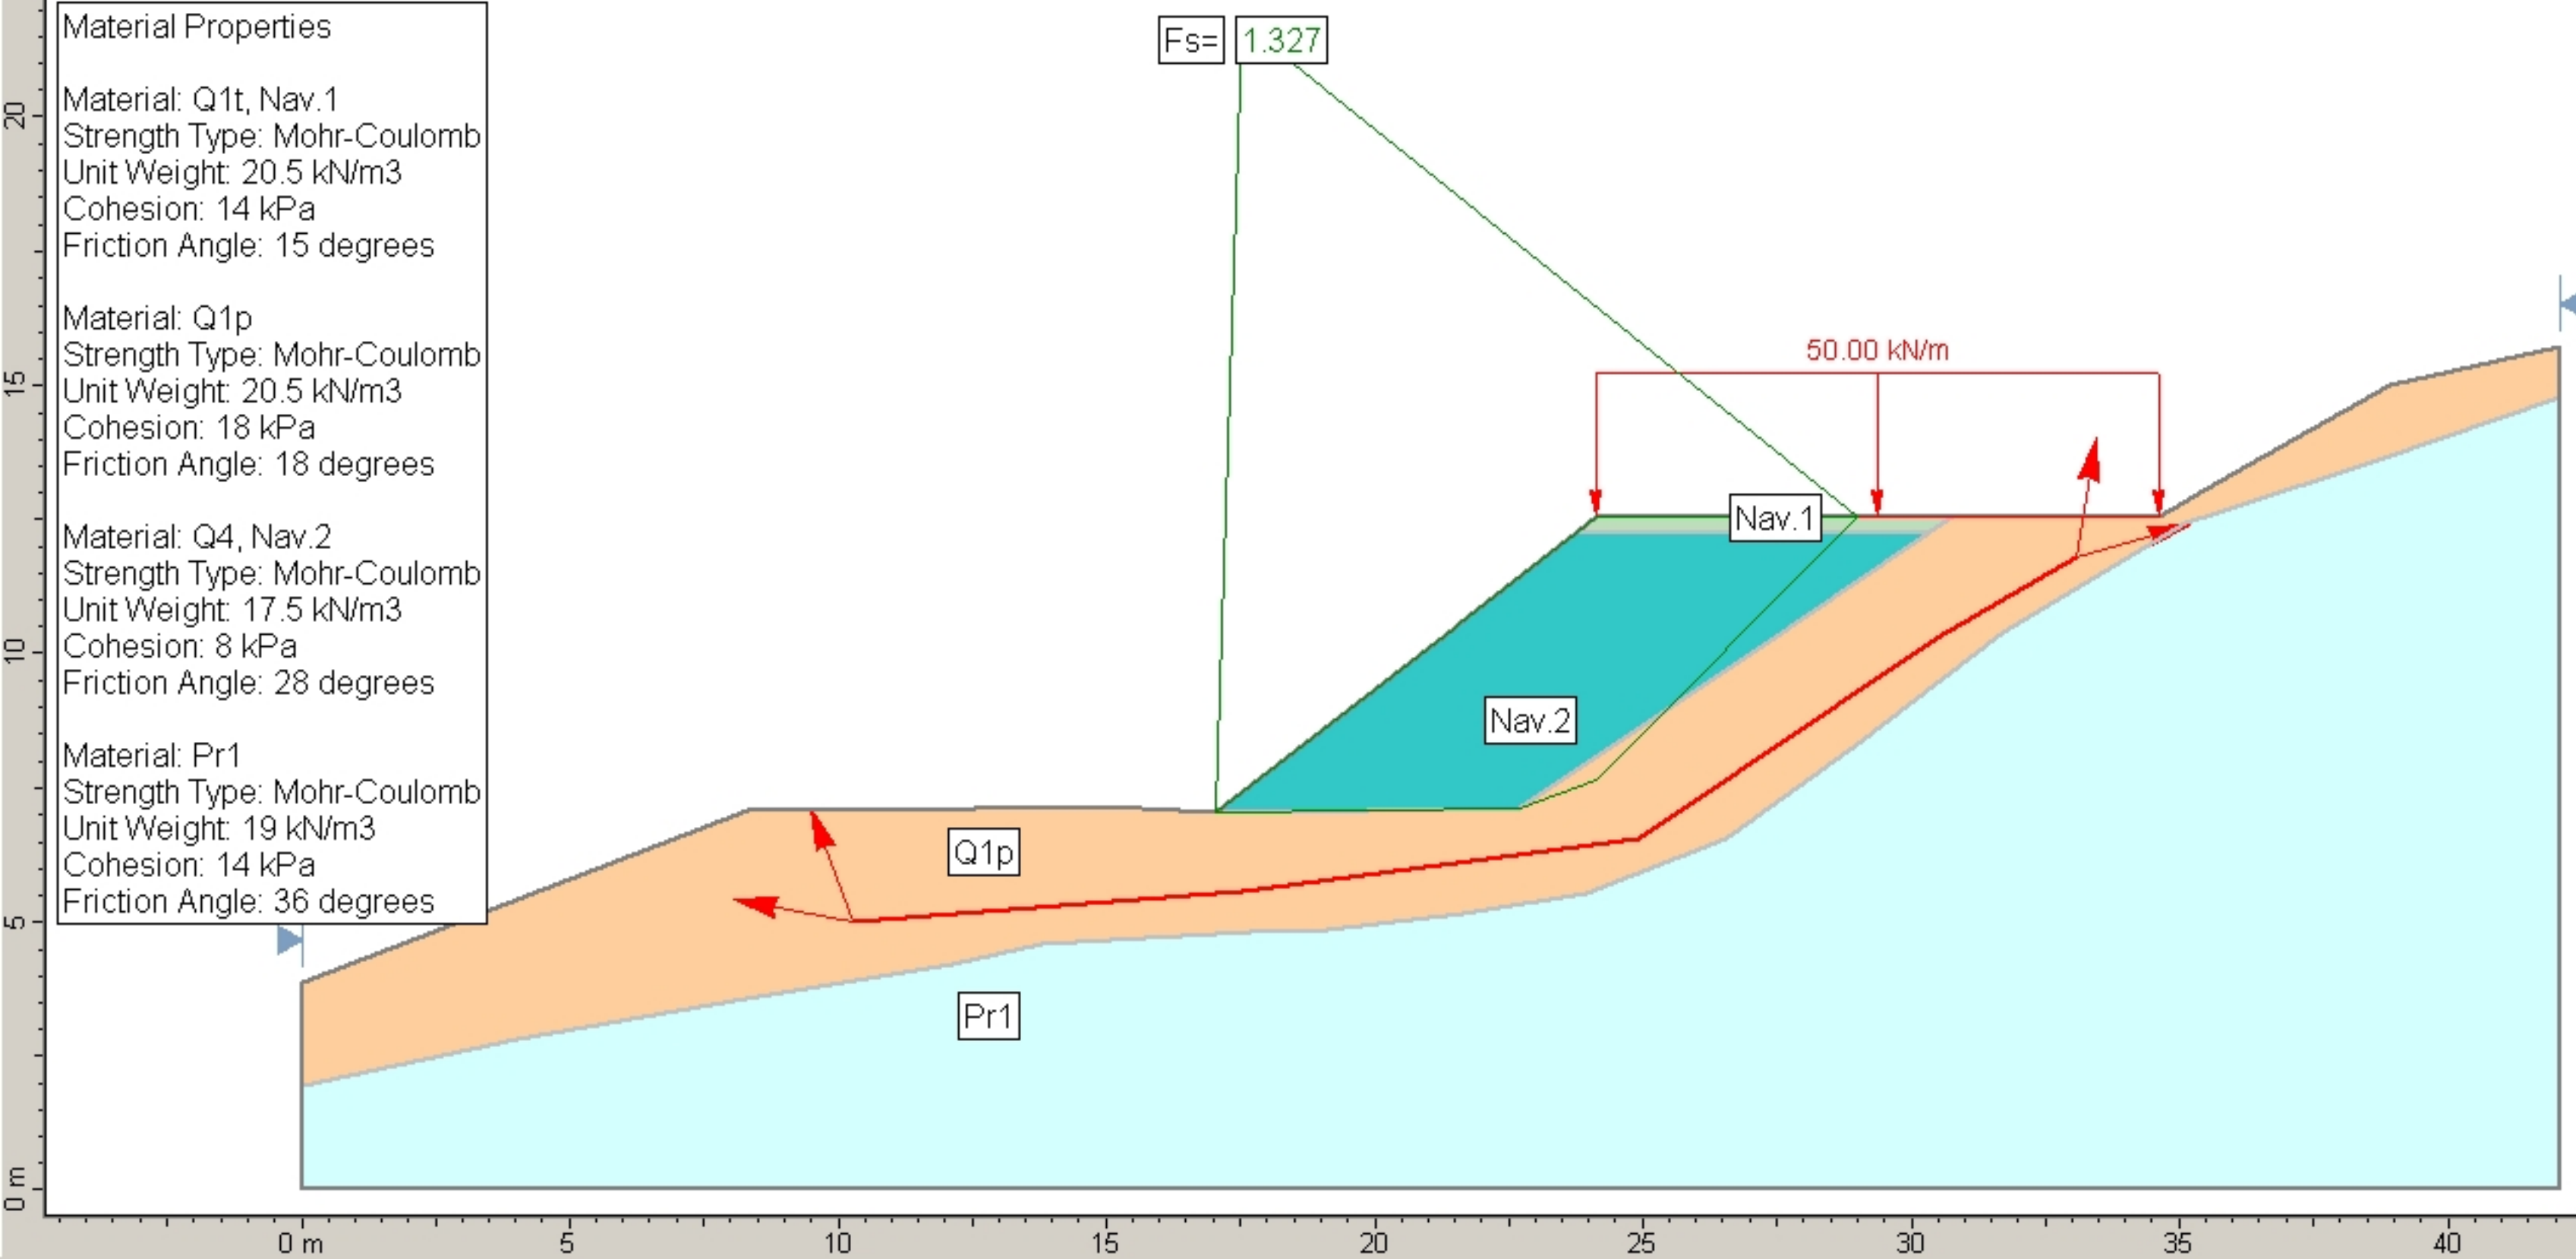 Material Properties
Material: Q1t, Nav.1
Strength Type: Mohr-Coulomb
Unit Weight: 20.5 kN/m3
Cohesion: 14 kPa
Friction Angle: 15 degrees
Material: Q1p
Strength Type: Mohr-Coulomb
Unit Weight: 20.5 kN/m3
Cohesion: 18 kPa
Friction Angle: 18 degrees
Material: Q4, Nav.2
Strength Type: Mohr-Coulomb
Unit Weight: 17.5 kN/m3
Cohesion: 8 kPa
Friction Angle: 28 degrees
Material: Pr1
Strength Type: Mohr-Coulomb
Unit Weight: 19 kN/m3
Cohesion: 14 kPa
Friction Angle: 36 degrees
Fs= 1.327
50.00 kN/m
Nav.1
Nav.2
Q1p
Pr1
20
15
10
5
0 m
0 m 5 10 15 20 25 30 35 40